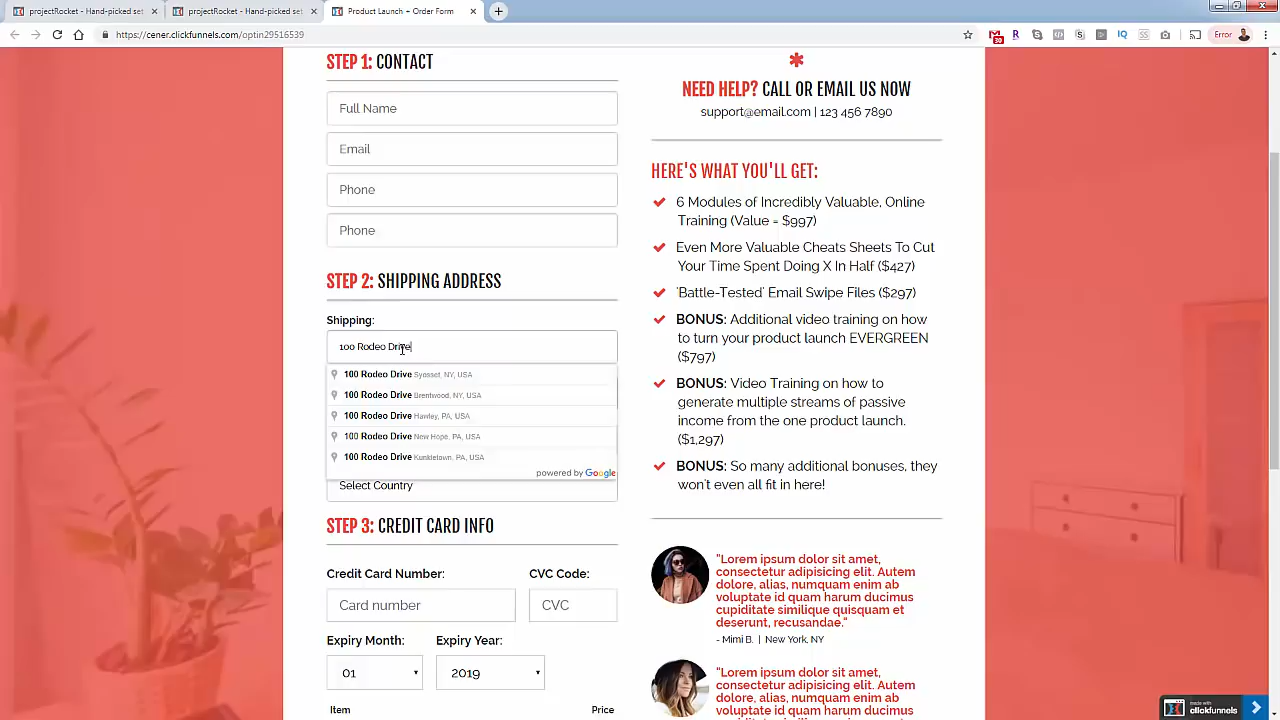 projectRocket - Hand-picked set
projectRocket - Hand-picked set
Product Launch + Order Form
https://cener.clickfunnels.com/optin29516539
30
R
IQ
SS
Error
STEP 1: CONTACT
Full Name
Email
Phone
Phone
STEP 2: SHIPPING ADDRESS
Shipping:
100 Rodeo Drive
100 Rodeo Drive Syosset, NY, USA
100 Rodeo Drive Brentwood, NY, USA
100 Rodeo Drive Hawley, PA, USA
100 Rodeo Drive New Hope, PA, USA
100 Rodeo Drive Kunkletown, PA, USA
powered by Google
Select Country
STEP 3: CREDIT CARD INFO
Credit Card Number:
CVC Code:
Card number
CVC
Expiry Month:
Expiry Year:
01
2019
Item
Price
NEED HELP? CALL OR EMAIL US NOW
support@email.com | 123 456 7890
HERE'S WHAT YOU'LL GET:
6 Modules of Incredibly Valuable, Online
Training (Value = $997)
Even More Valuable Cheats Sheets To Cut
Your Time Spent Doing X In Half ($427)
'Battle-Tested' Email Swipe Files ($297)
BONUS: Additional video training on how
to turn your product launch EVERGREEN
($797)
BONUS: Video Training on how to
generate multiple streams of passive
income from the one product launch.
($1,297)
BONUS: So many additional bonuses, they
won't even all fit in here!
"Lorem ipsum dolor sit amet,
consectetur adipisicing elit. Autem
dolore, alias, numquam enim ab
voluptate id quam harum ducimus
cupiditate similique quisquam et
deserunt, recusandae."
- Mimi B. | New York, NY
"Lorem ipsum dolor sit amet,
consectetur adipisicing elit. Autem
dolore, alias, numquam enim ab
voluptate id quam harum ducimus
made with
clickfunnels